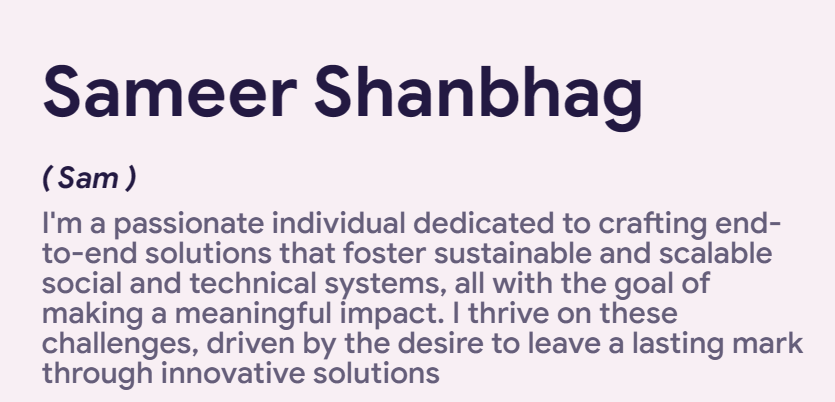 Sameer Shanbhag
( Sam )
I'm a passionate individual dedicated to crafting end-
to-end solutions that foster sustainable and scalable
social and technical systems, all with the goal of
making a meaningful impact. I thrive on these
challenges, driven by the desire to leave a lasting mark
through innovative solutions